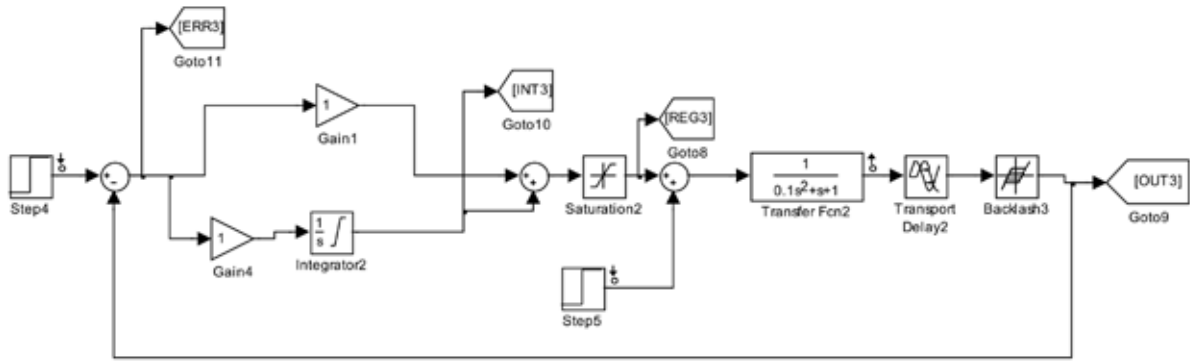 [ERR3]
Goto11
1
Gain1
[INT3]
Goto10
[REG3]
Goto8
Step4
+
−
1
Gain4
1
s
Integrator2
+
+
Saturation2
+
+
1
0.1s²+s+1
Transfer Fcn2
Transport
Delay2
Backlash3
[OUT3]
Goto9
Step5